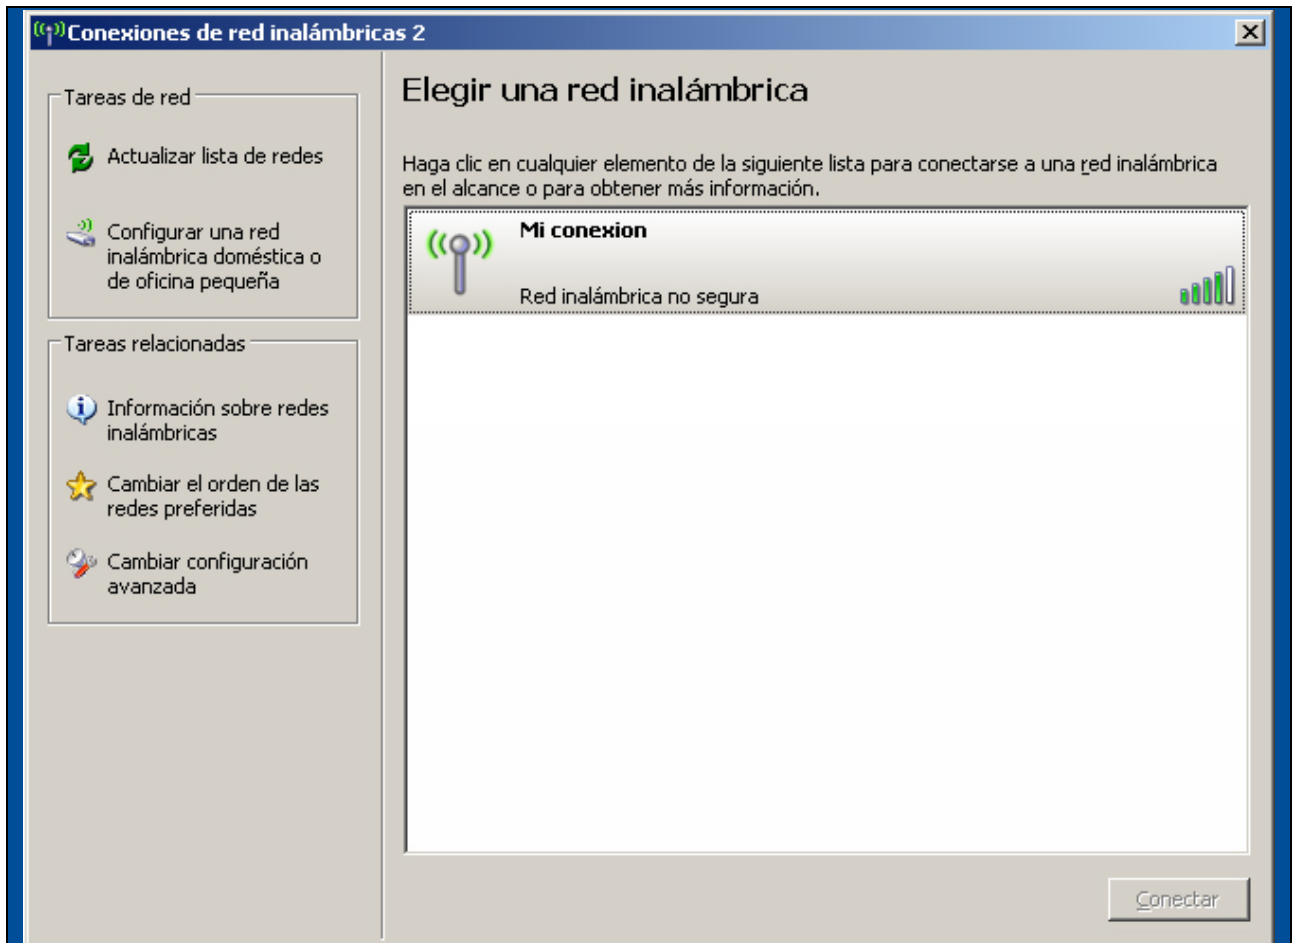 Conexiones de red inalámbricas 2
Tareas de red
Actualizar lista de redes
Configurar una red
inalámbrica doméstica o
de oficina pequeña
Tareas relacionadas
Información sobre redes
inalámbricas
Cambiar el orden de las
redes preferidas
Cambiar configuración
avanzada
Elegir una red inalámbrica
Haga clic en cualquier elemento de la siguiente lista para conectarse a una red inalámbrica
en el alcance o para obtener más información.
Mi conexion
Red inalámbrica no segura
Conectar